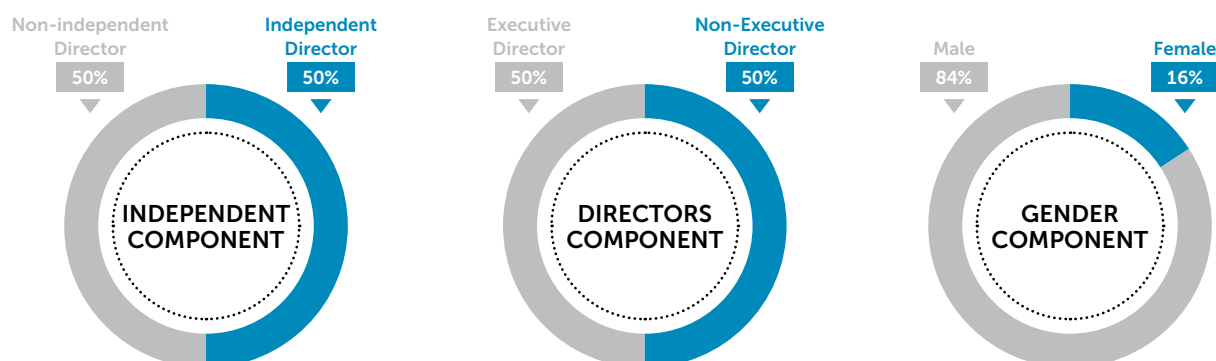 Non-independent
Director
50%
Independent
Director
50%
INDEPENDENT
COMPONENT
Executive
Director
50%
Non-Executive
Director
50%
DIRECTORS
COMPONENT
Male
84%
Female
16%
GENDER
COMPONENT